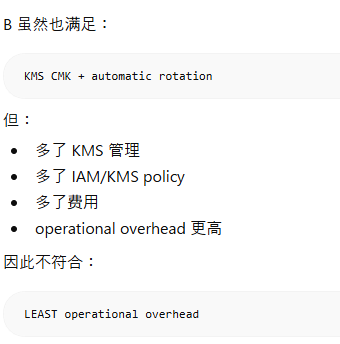 B 虽然也满足：
KMS CMK + automatic rotation
但：
• 多了 KMS 管理
• 多了 IAM/KMS policy
• 多了费用
• operational overhead 更高
因此不符合：
LEAST operational overhead